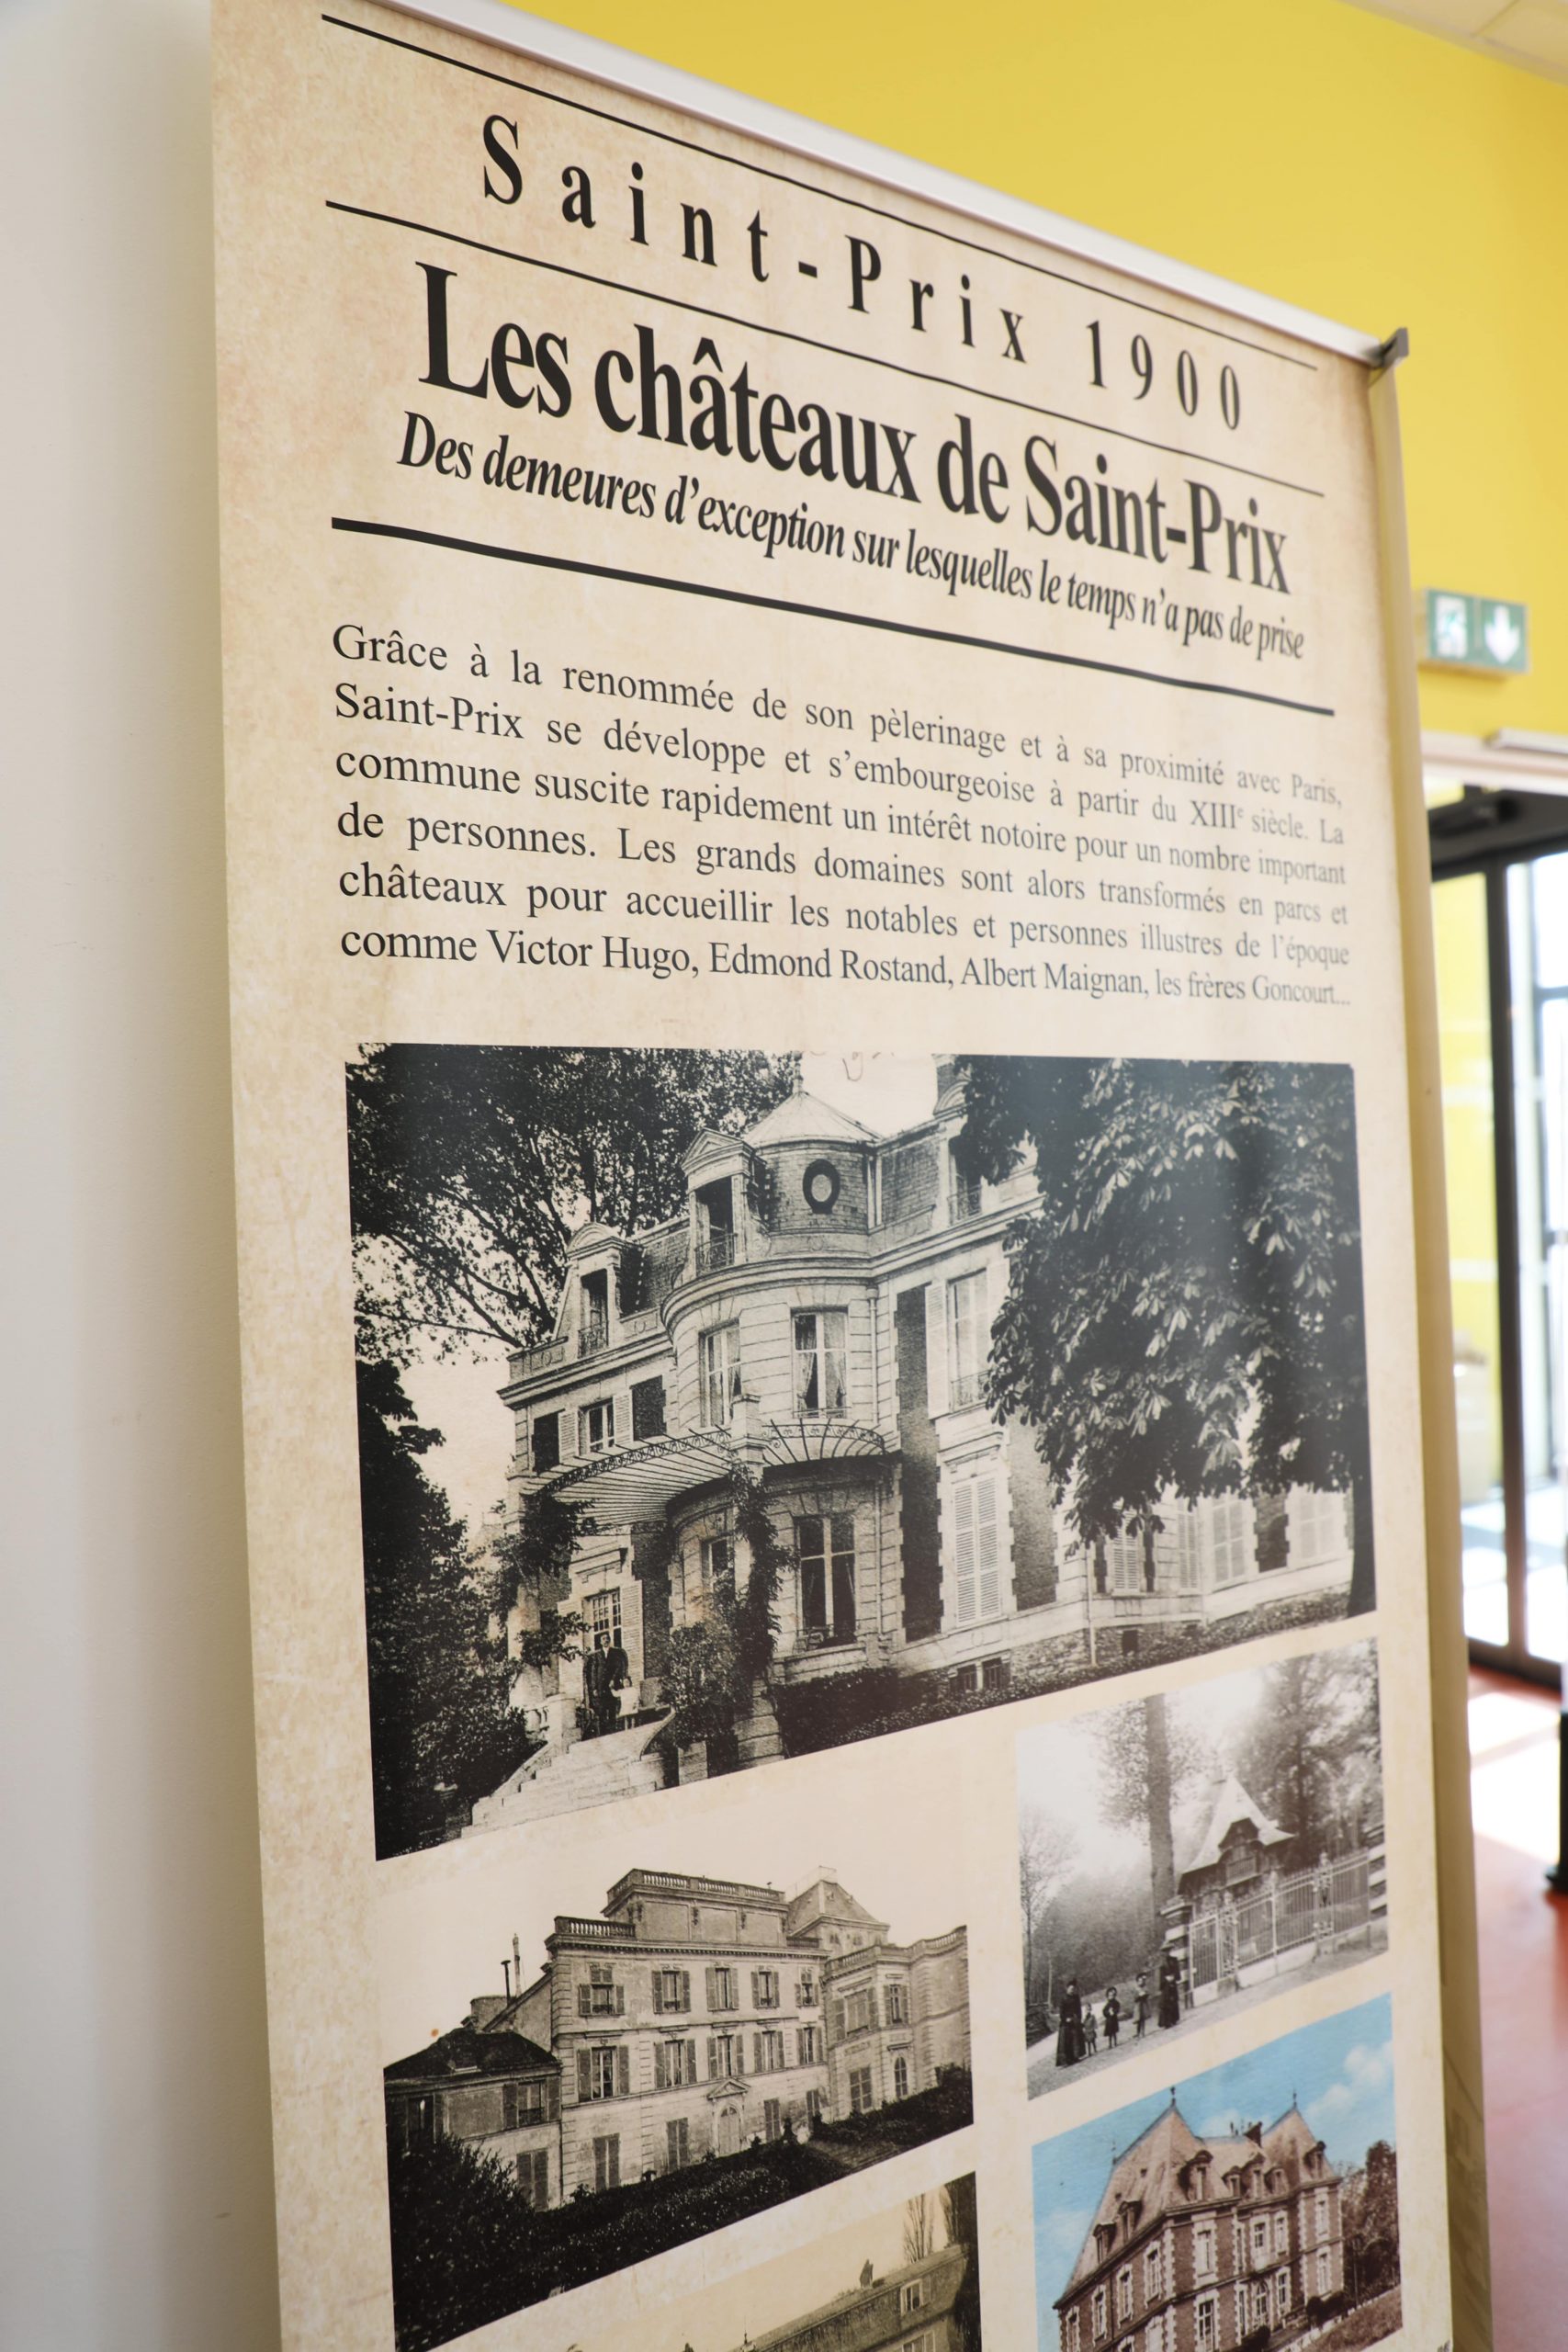 Saint-Prix 1900
Les châteaux de Saint-Prix
Des demeures d'exception sur lesquelles le temps n'a pas de prise
Grâce à la renommée de son pèlerinage et à sa proximité avec Paris,
Saint-Prix se développe et s'embourgeoise à partir du XIIIe siècle. La
commune suscite rapidement un intérêt notoire pour un nombre important
de personnes. Les grands domaines sont alors transformés en parcs et
châteaux pour accueillir les notables et personnes illustres de l'époque
comme Victor Hugo, Edmond Rostand, Albert Maignan, les frères Goncourt...